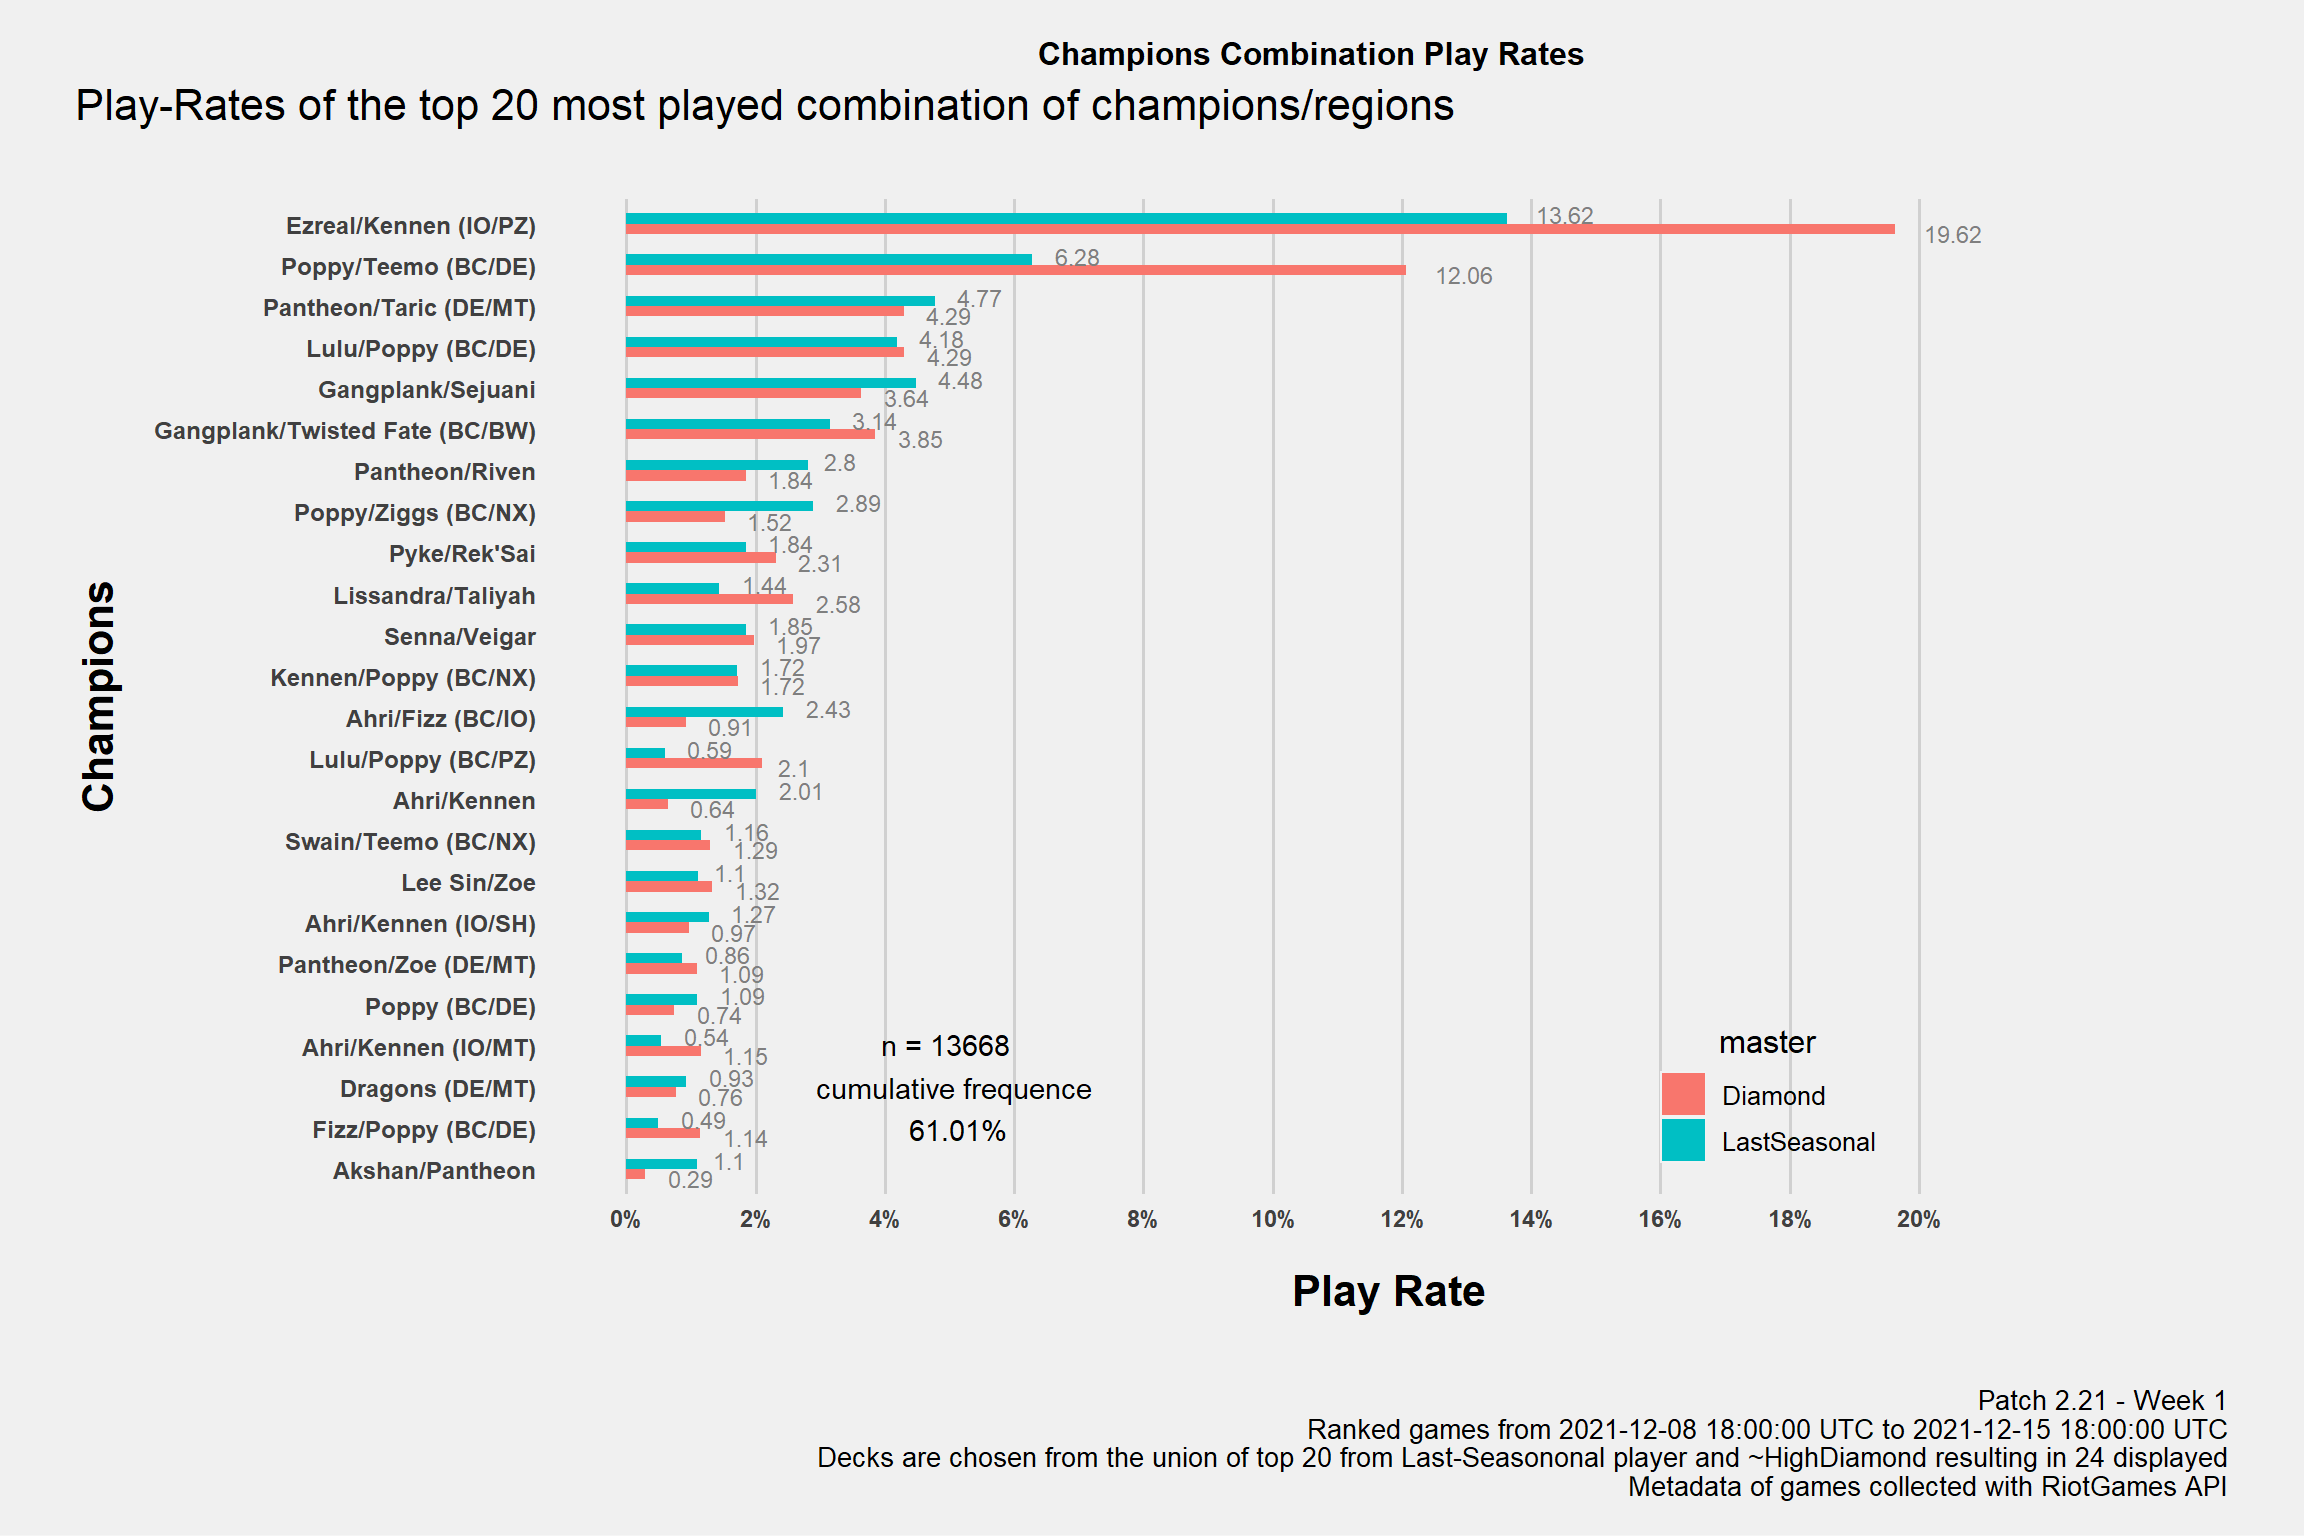 Champions Combination Play Rates
Play-Rates of the top 20 most played combination of champions/regions
Champions
Ezreal/Kennen (IO/PZ)
13.62
19.62
Poppy/Teemo (BC/DE)
6.28
12.06
Pantheon/Taric (DE/MT)
4.77
4.29
Lulu/Poppy (BC/DE)
4.18
4.29
Gangplank/Sejuani
4.48
3.64
Gangplank/Twisted Fate (BC/BW)
3.14
3.85
Pantheon/Riven
2.8
1.84
Poppy/Ziggs (BC/NX)
2.89
1.52
Pyke/Rek'Sai
1.84
2.31
Lissandra/Taliyah
1.44
2.58
Senna/Veigar
1.85
1.97
Kennen/Poppy (BC/NX)
1.72
1.72
Ahri/Fizz (BC/IO)
2.43
0.91
Lulu/Poppy (BC/PZ)
0.59
2.1
Ahri/Kennen
2.01
0.64
Swain/Teemo (BC/NX)
1.16
1.29
Lee Sin/Zoe
1.1
1.32
Ahri/Kennen (IO/SH)
1.27
0.97
Pantheon/Zoe (DE/MT)
0.86
1.09
Poppy (BC/DE)
1.09
0.74
Ahri/Kennen (IO/MT)
0.54
1.15
Dragons (DE/MT)
0.93
0.76
Fizz/Poppy (BC/DE)
0.49
1.14
Akshan/Pantheon
1.1
0.29
n = 13668
cumulative frequence
61.01%
master
Diamond
LastSeasonal
0% 2% 4% 6% 8% 10% 12% 14% 16% 18% 20%
Play Rate
Patch 2.21 - Week 1
Ranked games from 2021-12-08 18:00:00 UTC to 2021-12-15 18:00:00 UTC
Decks are chosen from the union of top 20 from Last-Seasononal player and ~HighDiamond resulting in 24 displayed
Metadata of games collected with RiotGames API